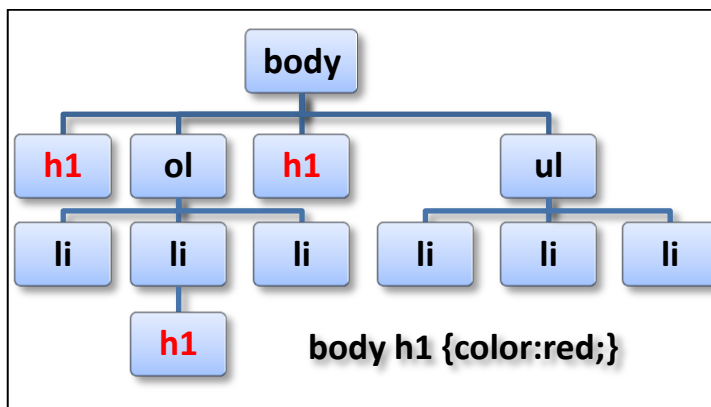 body
h1 ol h1 ul
li li li li li li
h1
body h1 {color:red;}